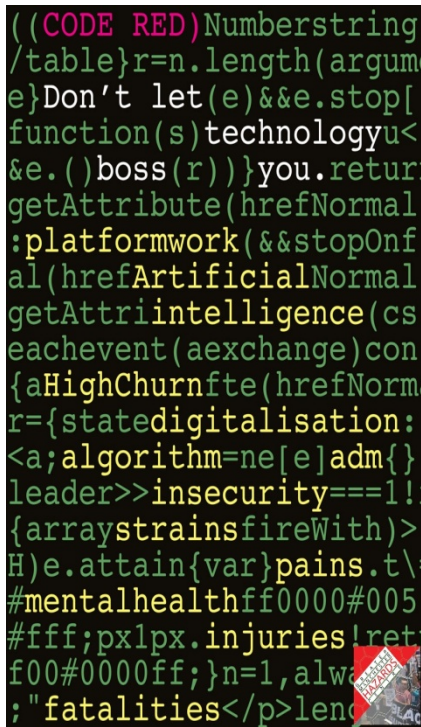 ((CODE RED)Numberstring
/table}r=n.length(argum
e}Don't let(e)&&e.stop[
function(s)technologyu<
&e.()boss(r))}you.retur
getAttribute(hrefNormal
:platformwork(&&stopOnf
al(hrefArtificialNormal
getAttriintelligence(cs
eachevent(aexchange)con
{aHighChurnfte(hrefNorm
r={statedigitalisation:
<a;algorithm=ne[e]adm{}
leader>>insecurity===1!
{arraystrainsfireWith)>
H)e.attain{var}pains.t\
#mentalhealthff0000#005
#fff;px1px.injuries!ret
f00#0000ff;}n=1,alw
;"fatalities</p>len
HAZARDS